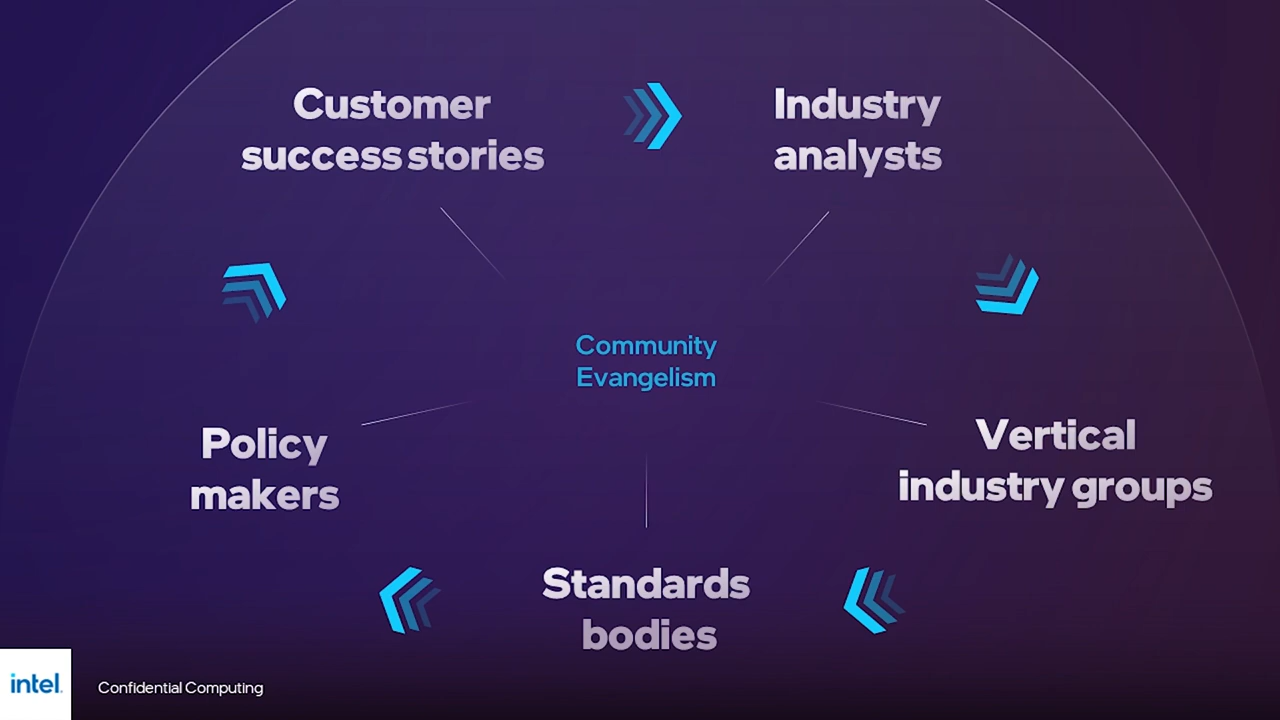 Customer
success stories
Industry
analysts
Community
Evangelism
Policy
makers
Vertical
industry groups
Standards
bodies
intel.
Confidential Computing